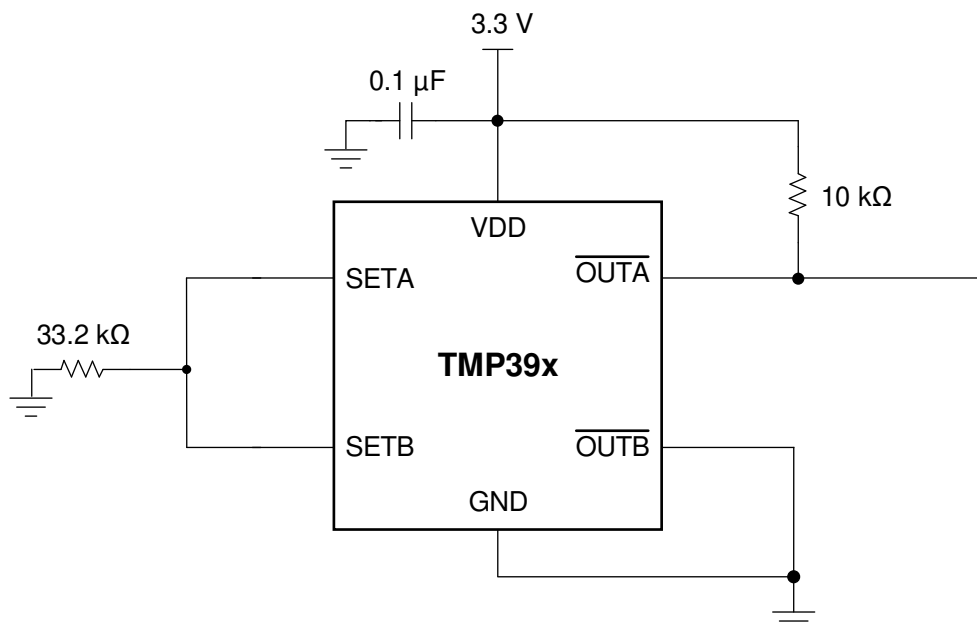 3.3 V
0.1 µF
10 kΩ
VDD
SETA
OUTA
33.2 kΩ
TMP39x
SETB
OUTB
GND